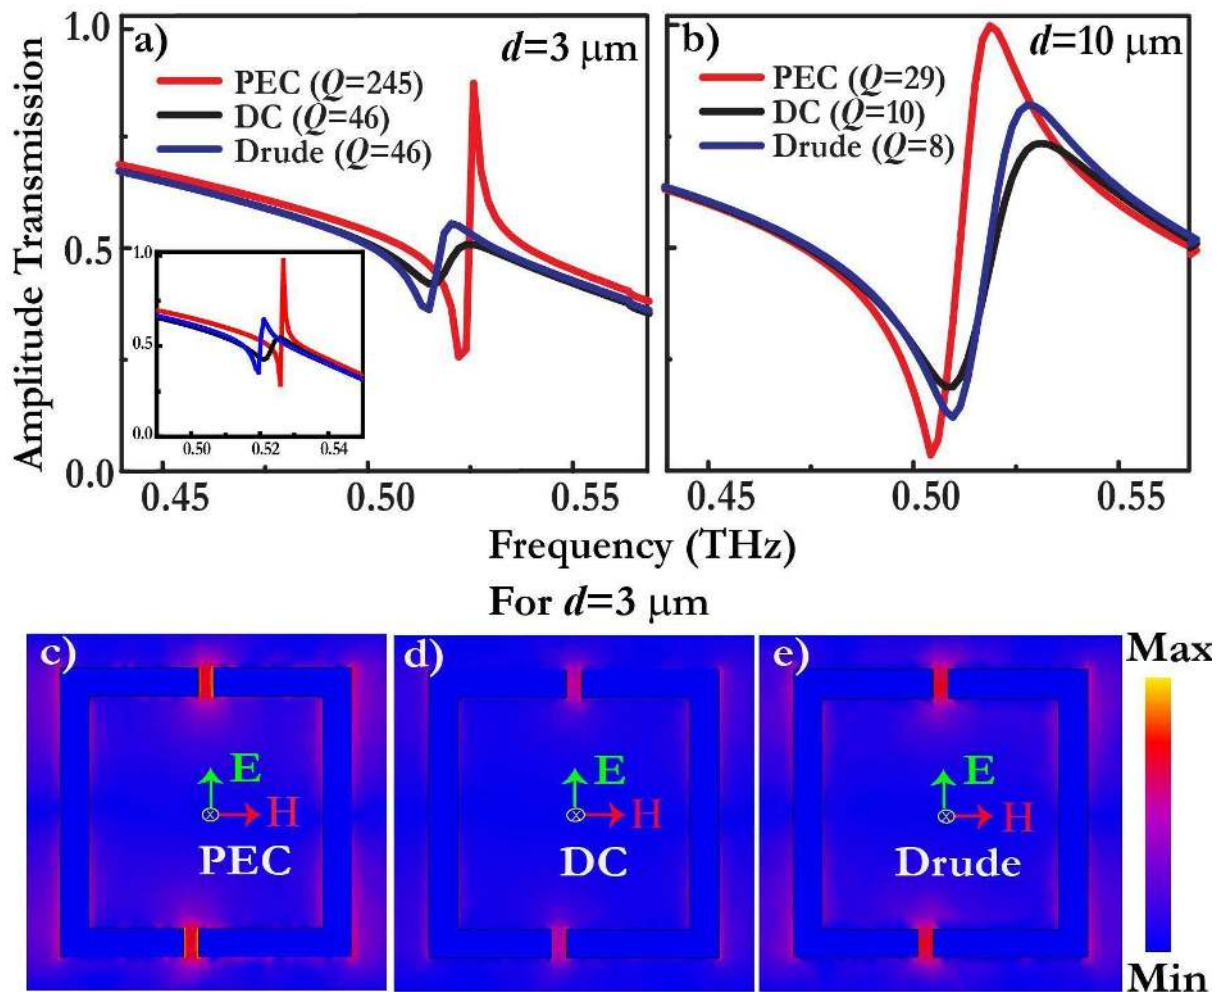 a)
d=3 μm
PEC (Q=245)
DC (Q=46)
Drude (Q=46)
1.0
0.5
0.0
Amplitude Transmission
1.0
0.5
0.0
0.50 0.52 0.54
0.45 0.50 0.55
b)
d=10 μm
PEC (Q=29)
DC (Q=10)
Drude (Q=8)
0.45 0.50 0.55
Frequency (THz)
For d=3 μm
c)
E
H
PEC
d)
E
H
DC
e)
E
H
Drude
Max
Min